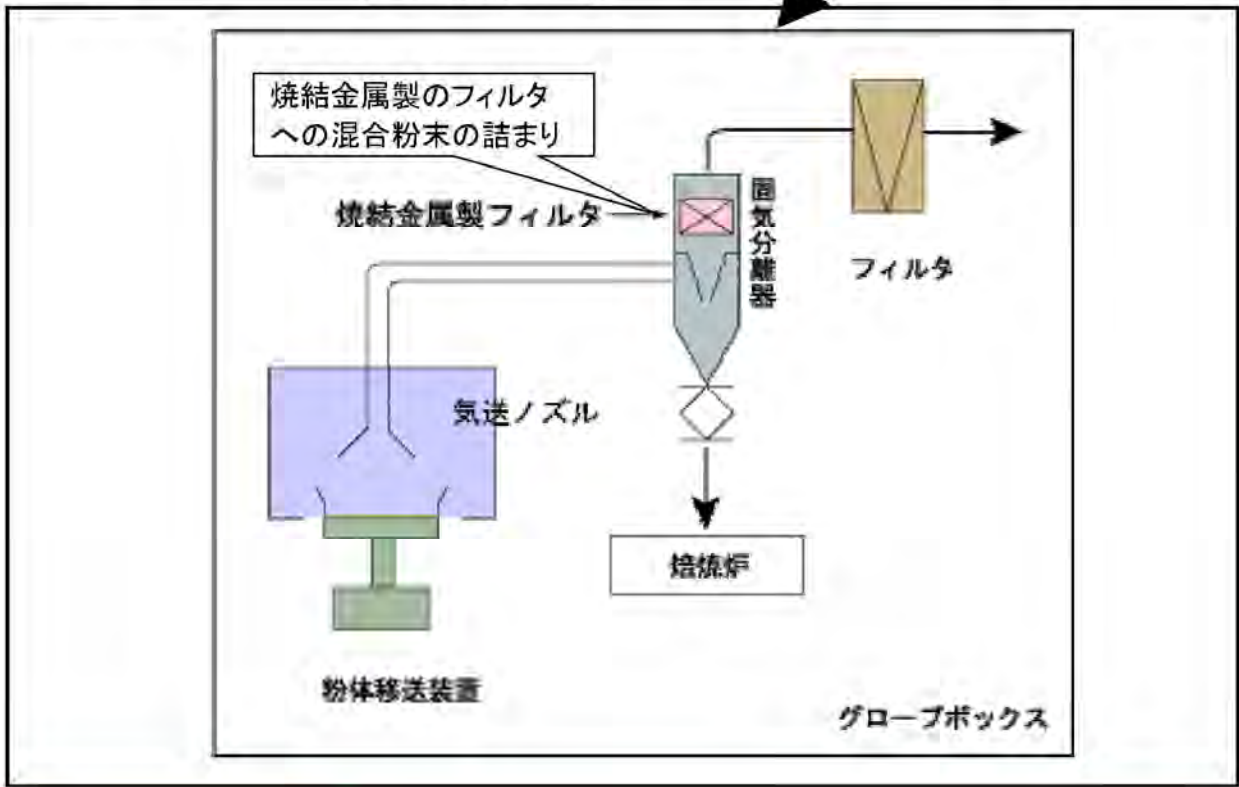 焼結金属製のフィルタ
への混合粉末の詰まり
焼結金属製フィルタ
固気分離器
フィルタ
気送ノズル
焙焼炉
粉体移送装置
グローブボックス